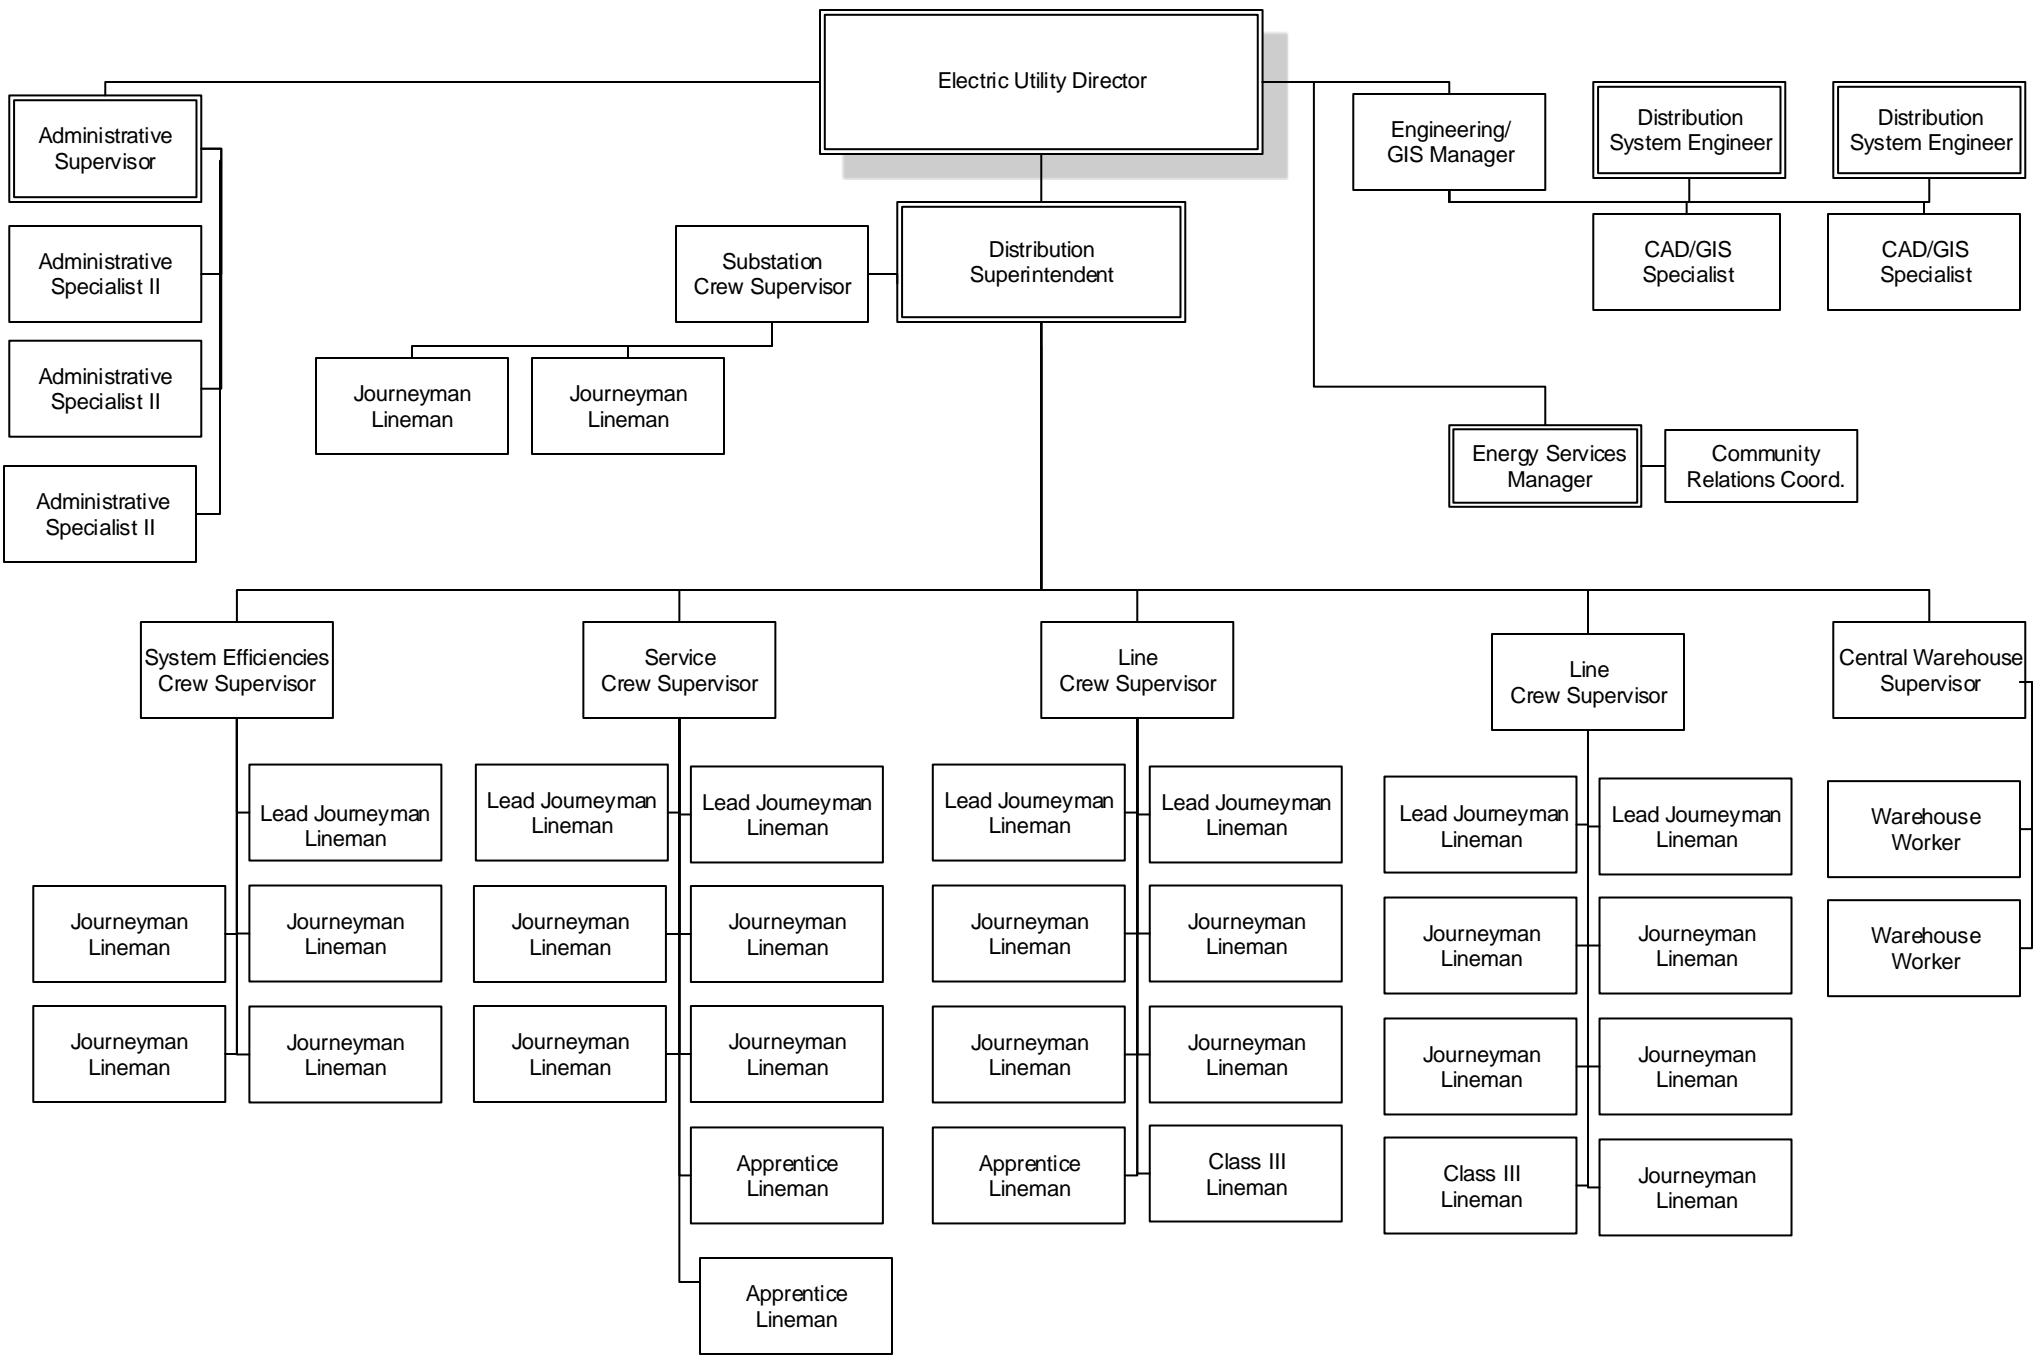 Electric Utility Director
Administrative
Supervisor
Administrative
Specialist II
Administrative
Specialist II
Administrative
Specialist II
Engineering/
GIS Manager
Distribution
System Engineer
Distribution
System Engineer
CAD/GIS
Specialist
CAD/GIS
Specialist
Substation
Crew Supervisor
Distribution
Superintendent
Journeyman
Lineman
Journeyman
Lineman
Energy Services
Manager
Community
Relations Coord.
System Efficiencies
Crew Supervisor
Lead Journeyman
Lineman
Journeyman
Lineman
Journeyman
Lineman
Journeyman
Lineman
Journeyman
Lineman
Service
Crew Supervisor
Lead Journeyman
Lineman
Lead Journeyman
Lineman
Journeyman
Lineman
Journeyman
Lineman
Journeyman
Lineman
Journeyman
Lineman
Apprentice
Lineman
Apprentice
Lineman
Line
Crew Supervisor
Lead Journeyman
Lineman
Lead Journeyman
Lineman
Journeyman
Lineman
Journeyman
Lineman
Journeyman
Lineman
Journeyman
Lineman
Apprentice
Lineman
Class III
Lineman
Line
Crew Supervisor
Lead Journeyman
Lineman
Lead Journeyman
Lineman
Journeyman
Lineman
Journeyman
Lineman
Journeyman
Lineman
Journeyman
Lineman
Class III
Lineman
Journeyman
Lineman
Central Warehouse
Supervisor
Warehouse
Worker
Warehouse
Worker